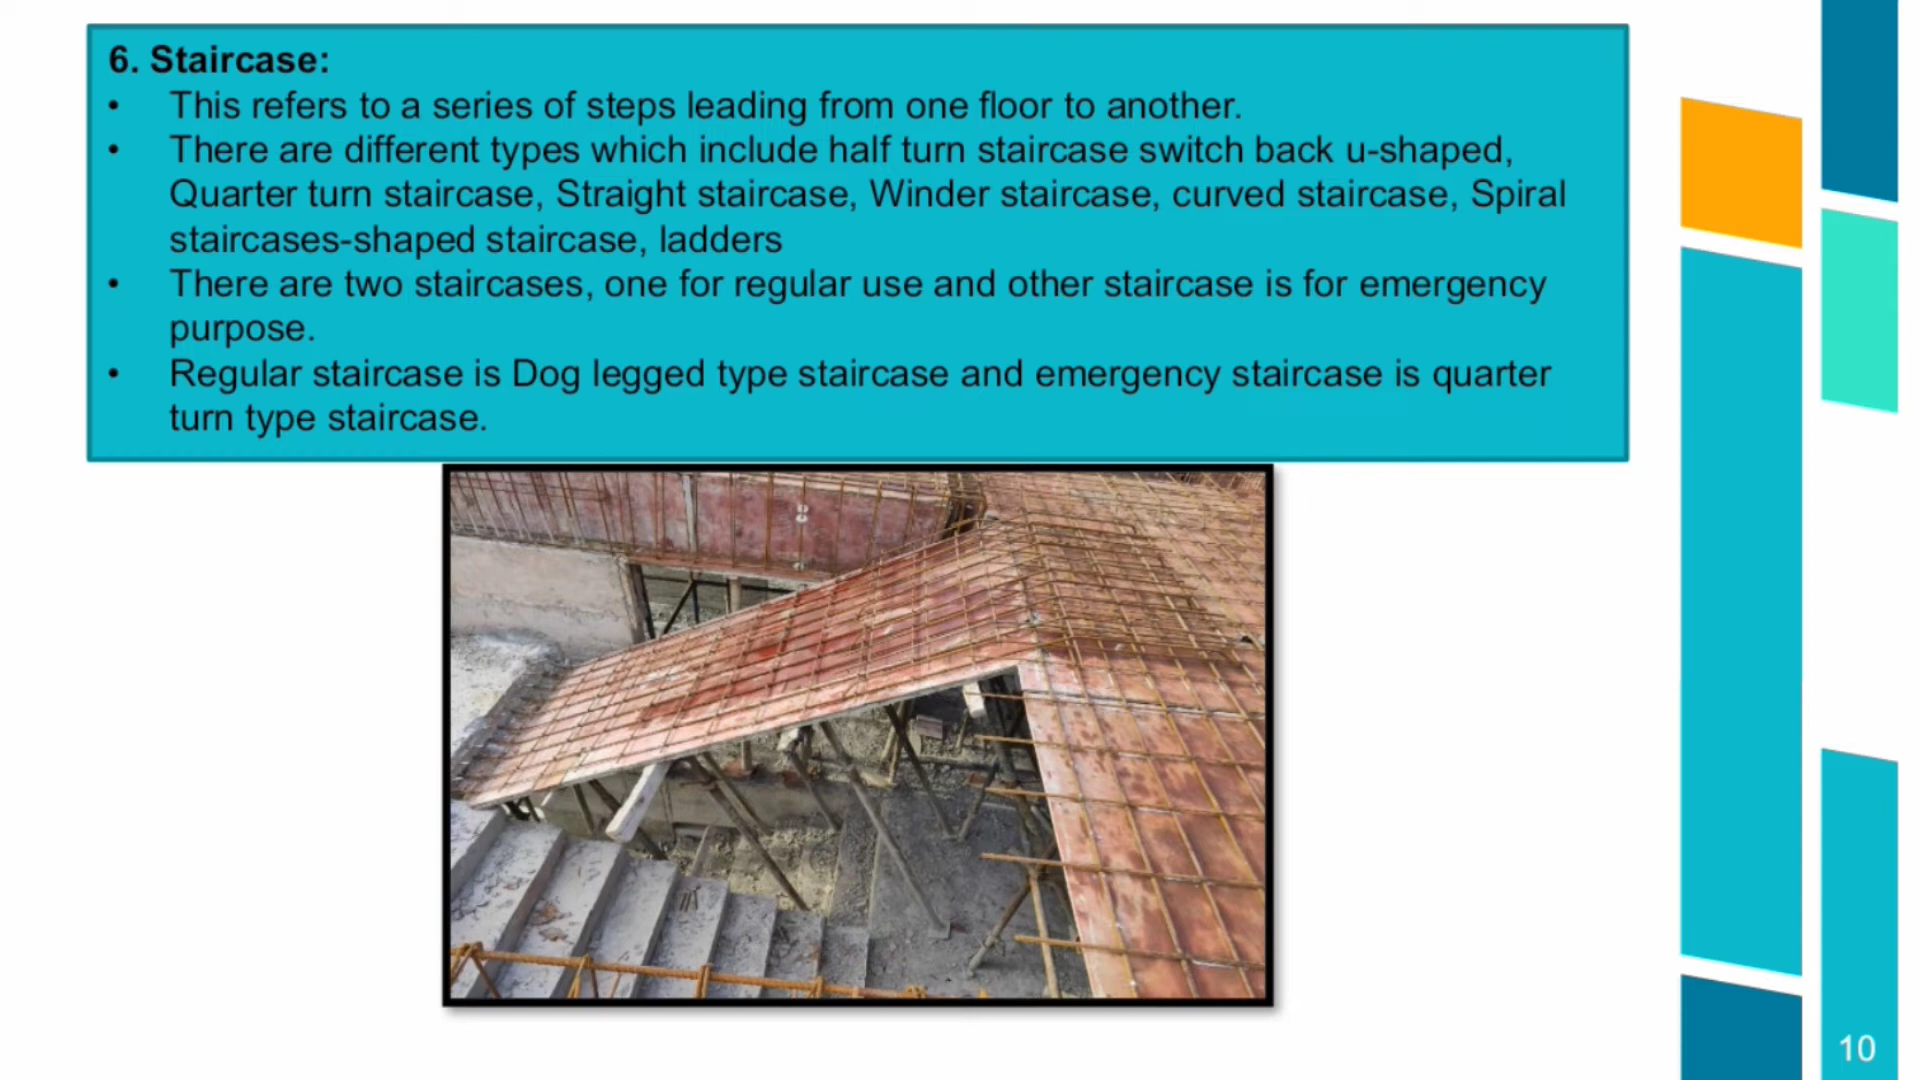 6. Staircase:
• This refers to a series of steps leading from one floor to another.
• There are different types which include half turn staircase switch back u-shaped,
Quarter turn staircase, Straight staircase, Winder staircase, curved staircase, Spiral
staircases-shaped staircase, ladders
• There are two staircases, one for regular use and other staircase is for emergency
purpose.
• Regular staircase is Dog legged type staircase and emergency staircase is quarter
turn type staircase.
10